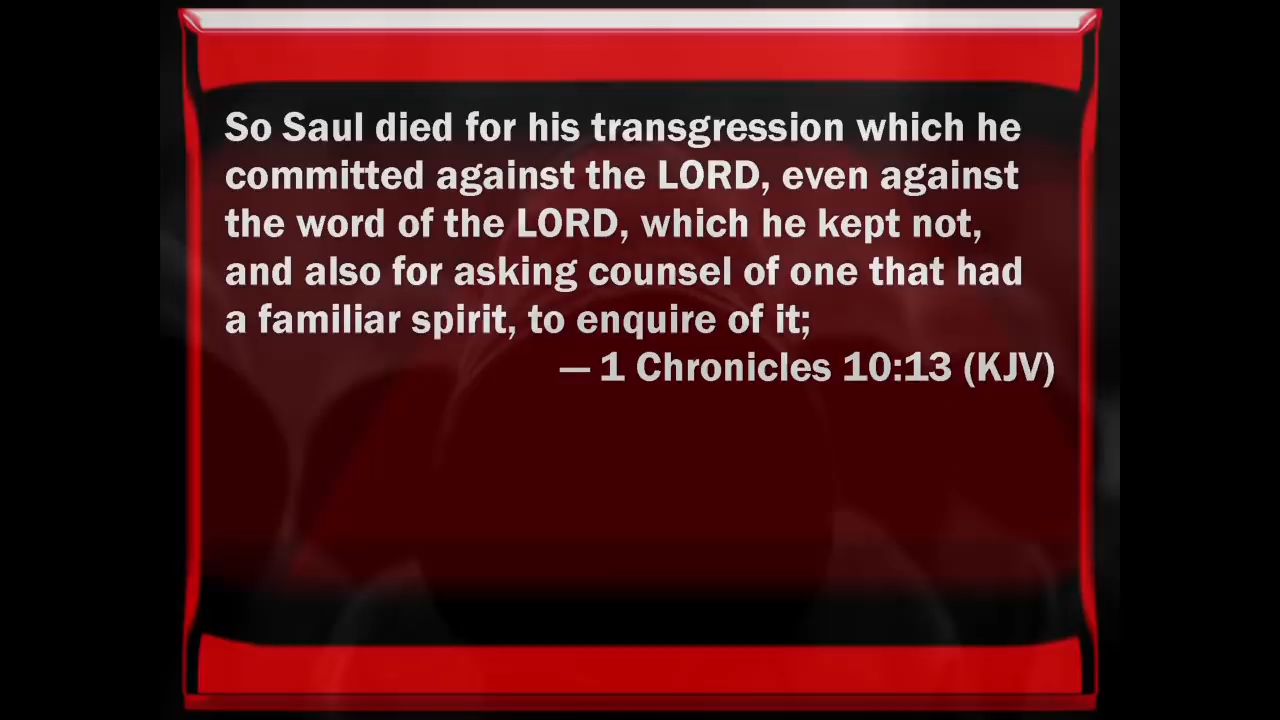 So Saul died for his transgression which he
committed against the LORD, even against
the word of the LORD, which he kept not,
and also for asking counsel of one that had
a familiar spirit, to enquire of it;
— 1 Chronicles 10:13 (KJV)